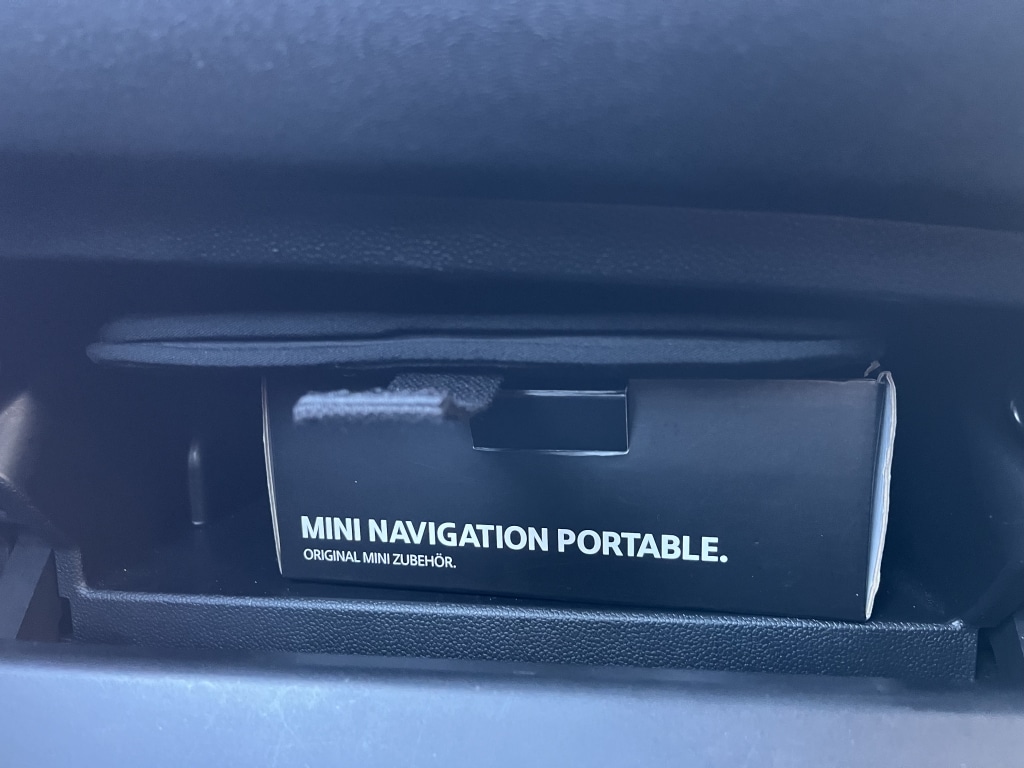 MINI NAVIGATION PORTABLE.
ORIGINAL MINI ZUBEHÖR.